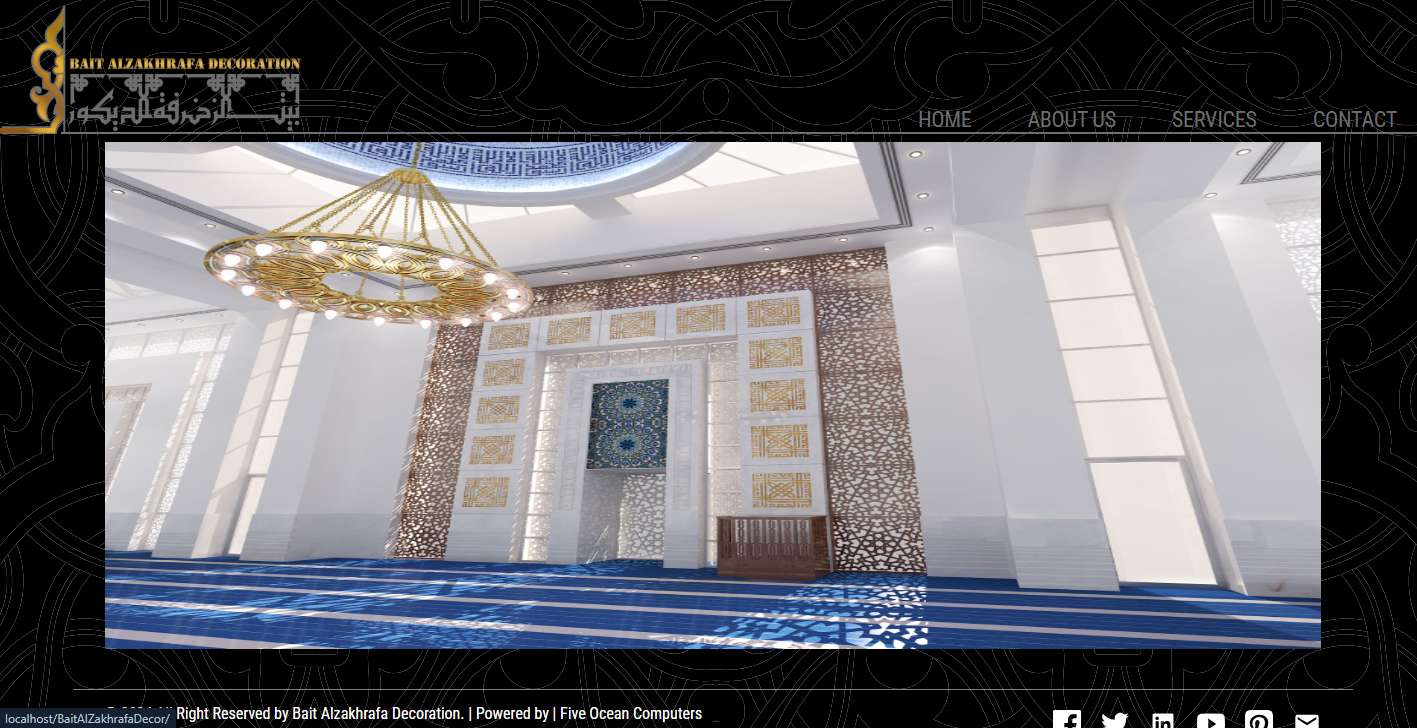 BAIT ALZAKHRAFA DECORATION
بيت الزخرفة للديكور
HOME ABOUT US SERVICES CONTACT
Right Reserved by Bait Alzakhrafa Decoration. | Powered by | Five Ocean Computers
localhost/BaitAlZakhrafaDecor/